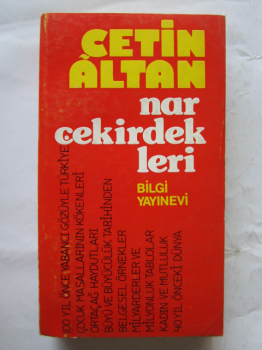 ÇETİN
ALTAN
nar
çekirdek
leri
BİLGİ
YAYINEVİ
100 YIL ÖNCE YABANCI GÖZÜYLE TÜRKİYE
ÇOCUK MASALLARININ KÖKENLERİ
ORTAÇAĞ HAYDUTLARI
BÜYÜ VE BÜYÜCÜLÜK TARİHİNDEN
BELGESEL ÖRNEKLER
MİLYARDERLER VE
MİLYONLUK TABLOLAR
KADIN VE MUTLULUK
40 YIL ÖNCEKİ DÜNYA